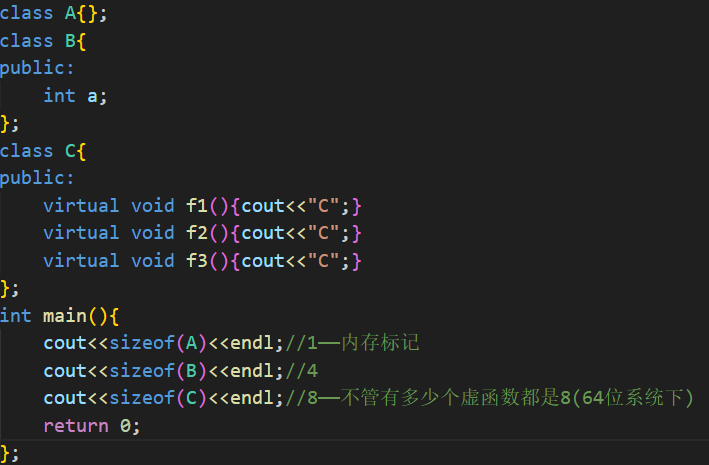 class A{};
class B{
public:
    int a;
};
class C{
public:
    virtual void f1(){cout<<"C";}
    virtual void f2(){cout<<"C";}
    virtual void f3(){cout<<"C";}
};
int main(){
    cout<<sizeof(A)<<endl;//1——内存标记
    cout<<sizeof(B)<<endl;//4
    cout<<sizeof(C)<<endl;//8——不管有多少个虚函数都是8(64位系统下)
    return 0;
};